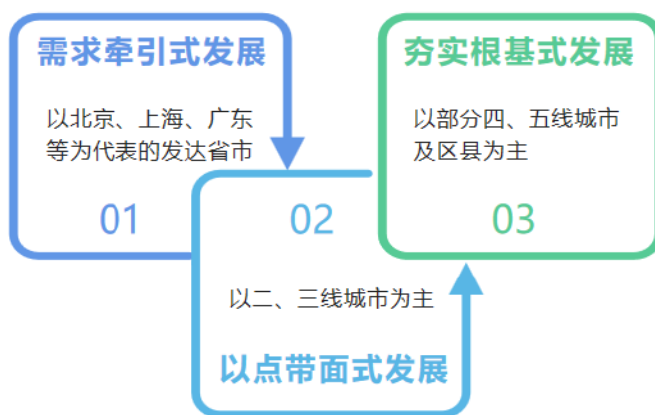 需求牵引式发展
以北京、上海、广东
等为代表的发达省市
01
02
以二、三线城市为主
以点带面式发展
夯实根基式发展
以部分四、五线城市
及区县为主
03